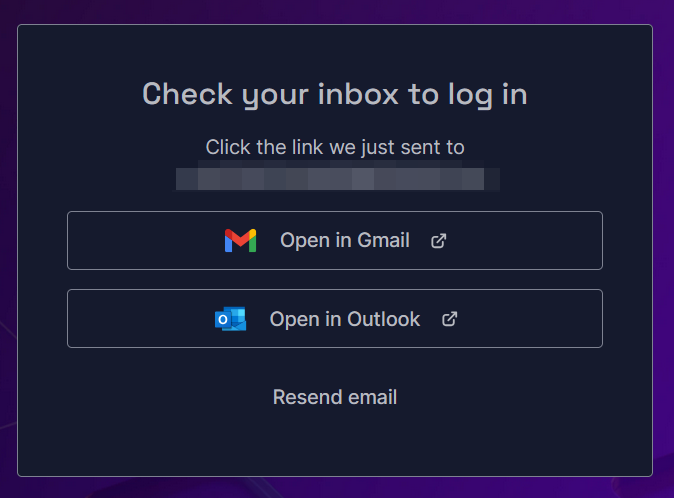 Check your inbox to log in
Click the link we just sent to
Open in Gmail
Open in Outlook
Resend email